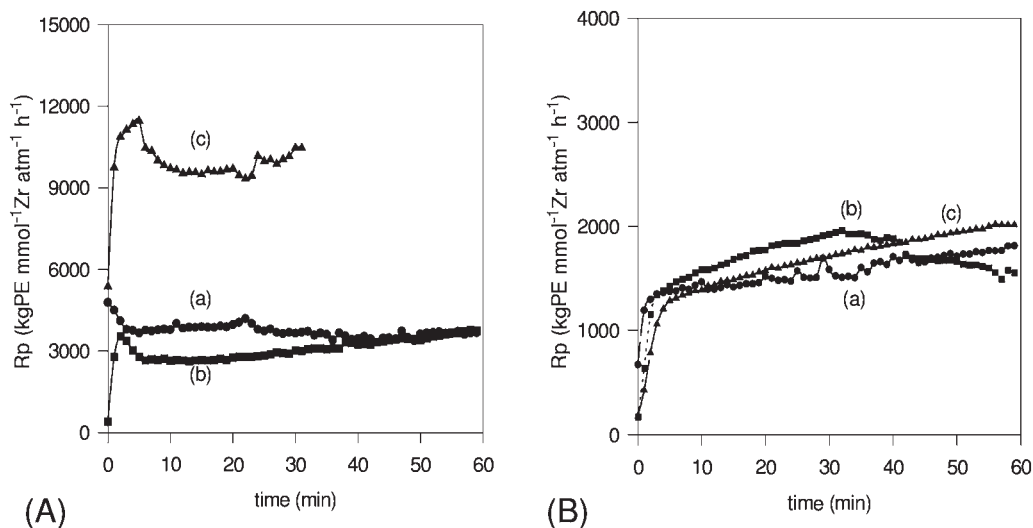 15000
12000
9000
6000
3000
0
Rp (kgPE mmol⁻¹Zr atm⁻¹ h⁻¹)
(c)
(a)
(b)
0 10 20 30 40 50 60
time (min)
(A)
4000
3000
2000
1000
0
Rp (kgPE mmol⁻¹Zr atm⁻¹ h⁻¹)
(b)
(c)
(a)
0 10 20 30 40 50 60
time (min)
(B)